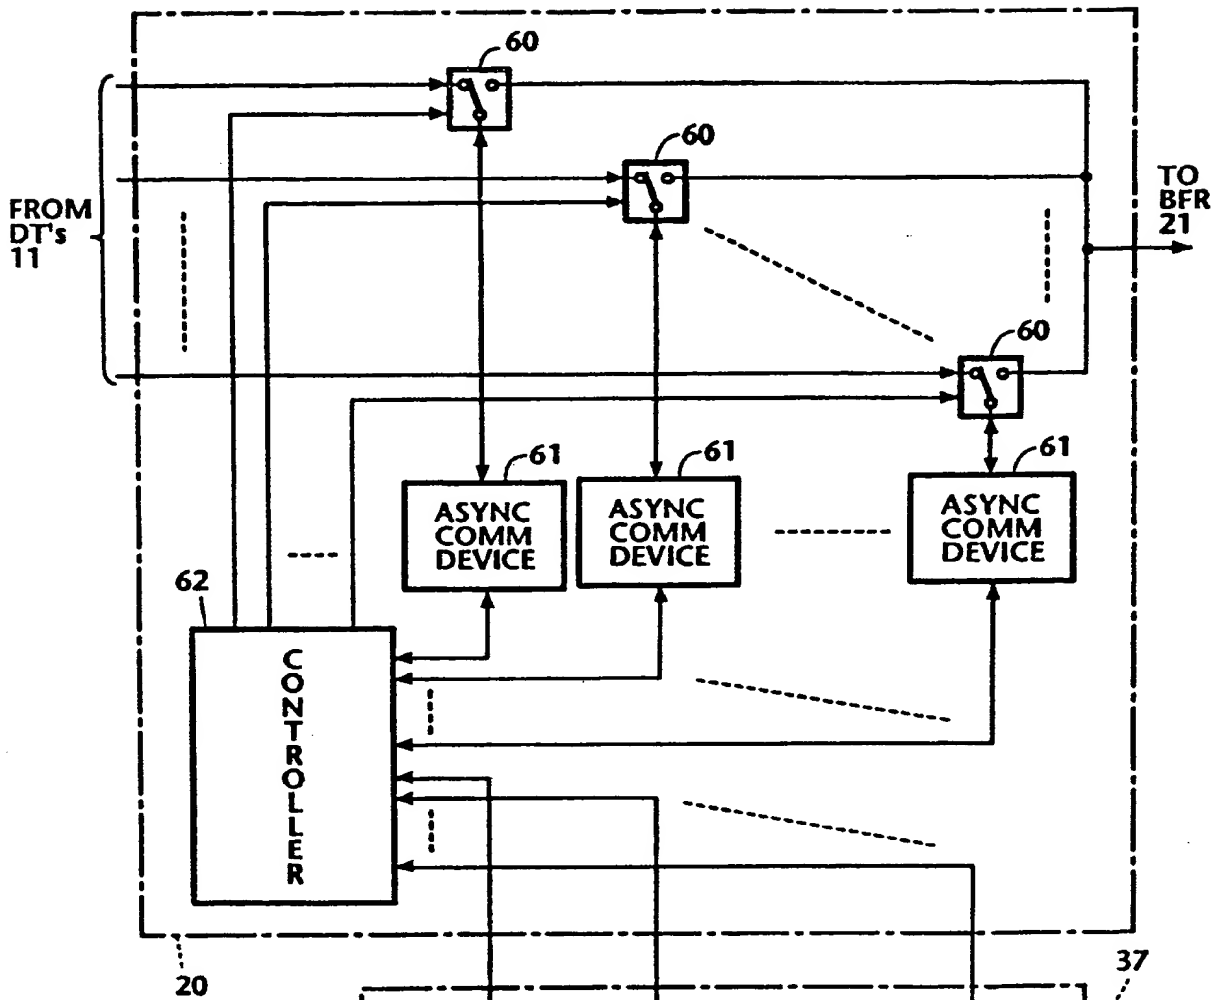 60
60
FROM
DT's
11
TO
BFR
21
60
61
61
61
ASYNC
COMM
DEVICE
ASYNC
COMM
DEVICE
ASYNC
COMM
DEVICE
62
CONTROLLER
37
20